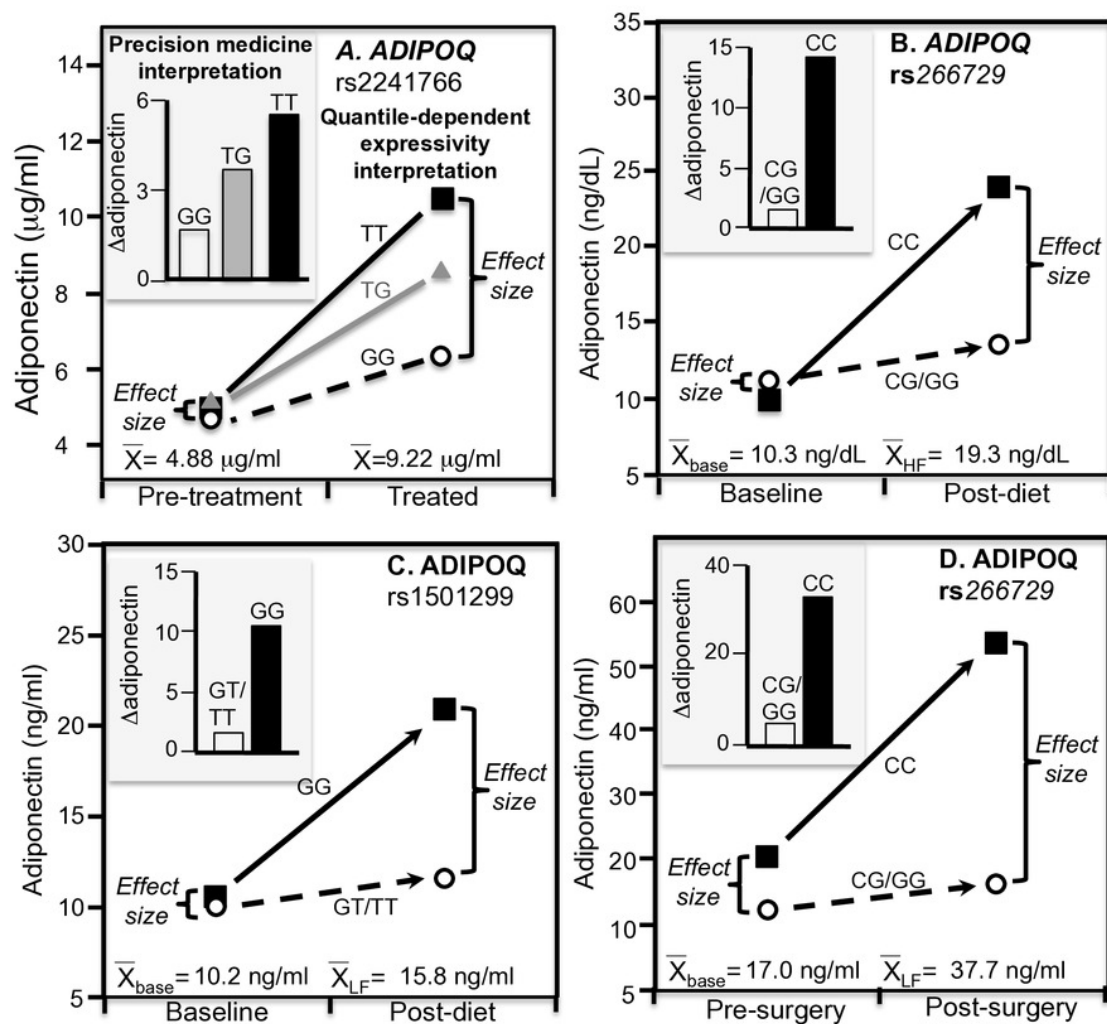 Precision medicine
interpretation
A. ADIPOQ
rs2241766
Quantile-dependent
expressivity
interpretation
Adiponectin (μg/ml)
14
12
10
8
6
4
Δadiponectin
6
3
0
GG
TG
TT
TT
TG
GG
Effect
size
Effect
size
X̅= 4.88 μg/ml
X̅=9.22 μg/ml
Pre-treatment
Treated
B. ADIPOQ
rs266729
Adiponectin (ng/dL)
35
30
25
20
15
10
5
Δadiponectin
15
10
5
0
CG
/GG
CC
CC
CG/GG
Effect
size
Effect
size
X̅base= 10.3 ng/dL
X̅HF= 19.3 ng/dL
Baseline
Post-diet
C. ADIPOQ
rs1501299
Adiponectin (ng/ml)
30
25
20
15
10
5
Δadiponectin
15
10
5
0
GT/
TT
GG
GG
GT/TT
Effect
size
Effect
size
X̅base= 10.2 ng/ml
X̅LF= 15.8 ng/ml
Baseline
Post-diet
D. ADIPOQ
rs266729
Adiponectin (ng/ml)
60
50
40
30
20
10
5
Δadiponectin
40
20
0
CG/
GG
CC
CC
CG/GG
Effect
size
Effect
size
X̅base= 17.0 ng/ml
X̅LF= 37.7 ng/ml
Pre-surgery
Post-surgery